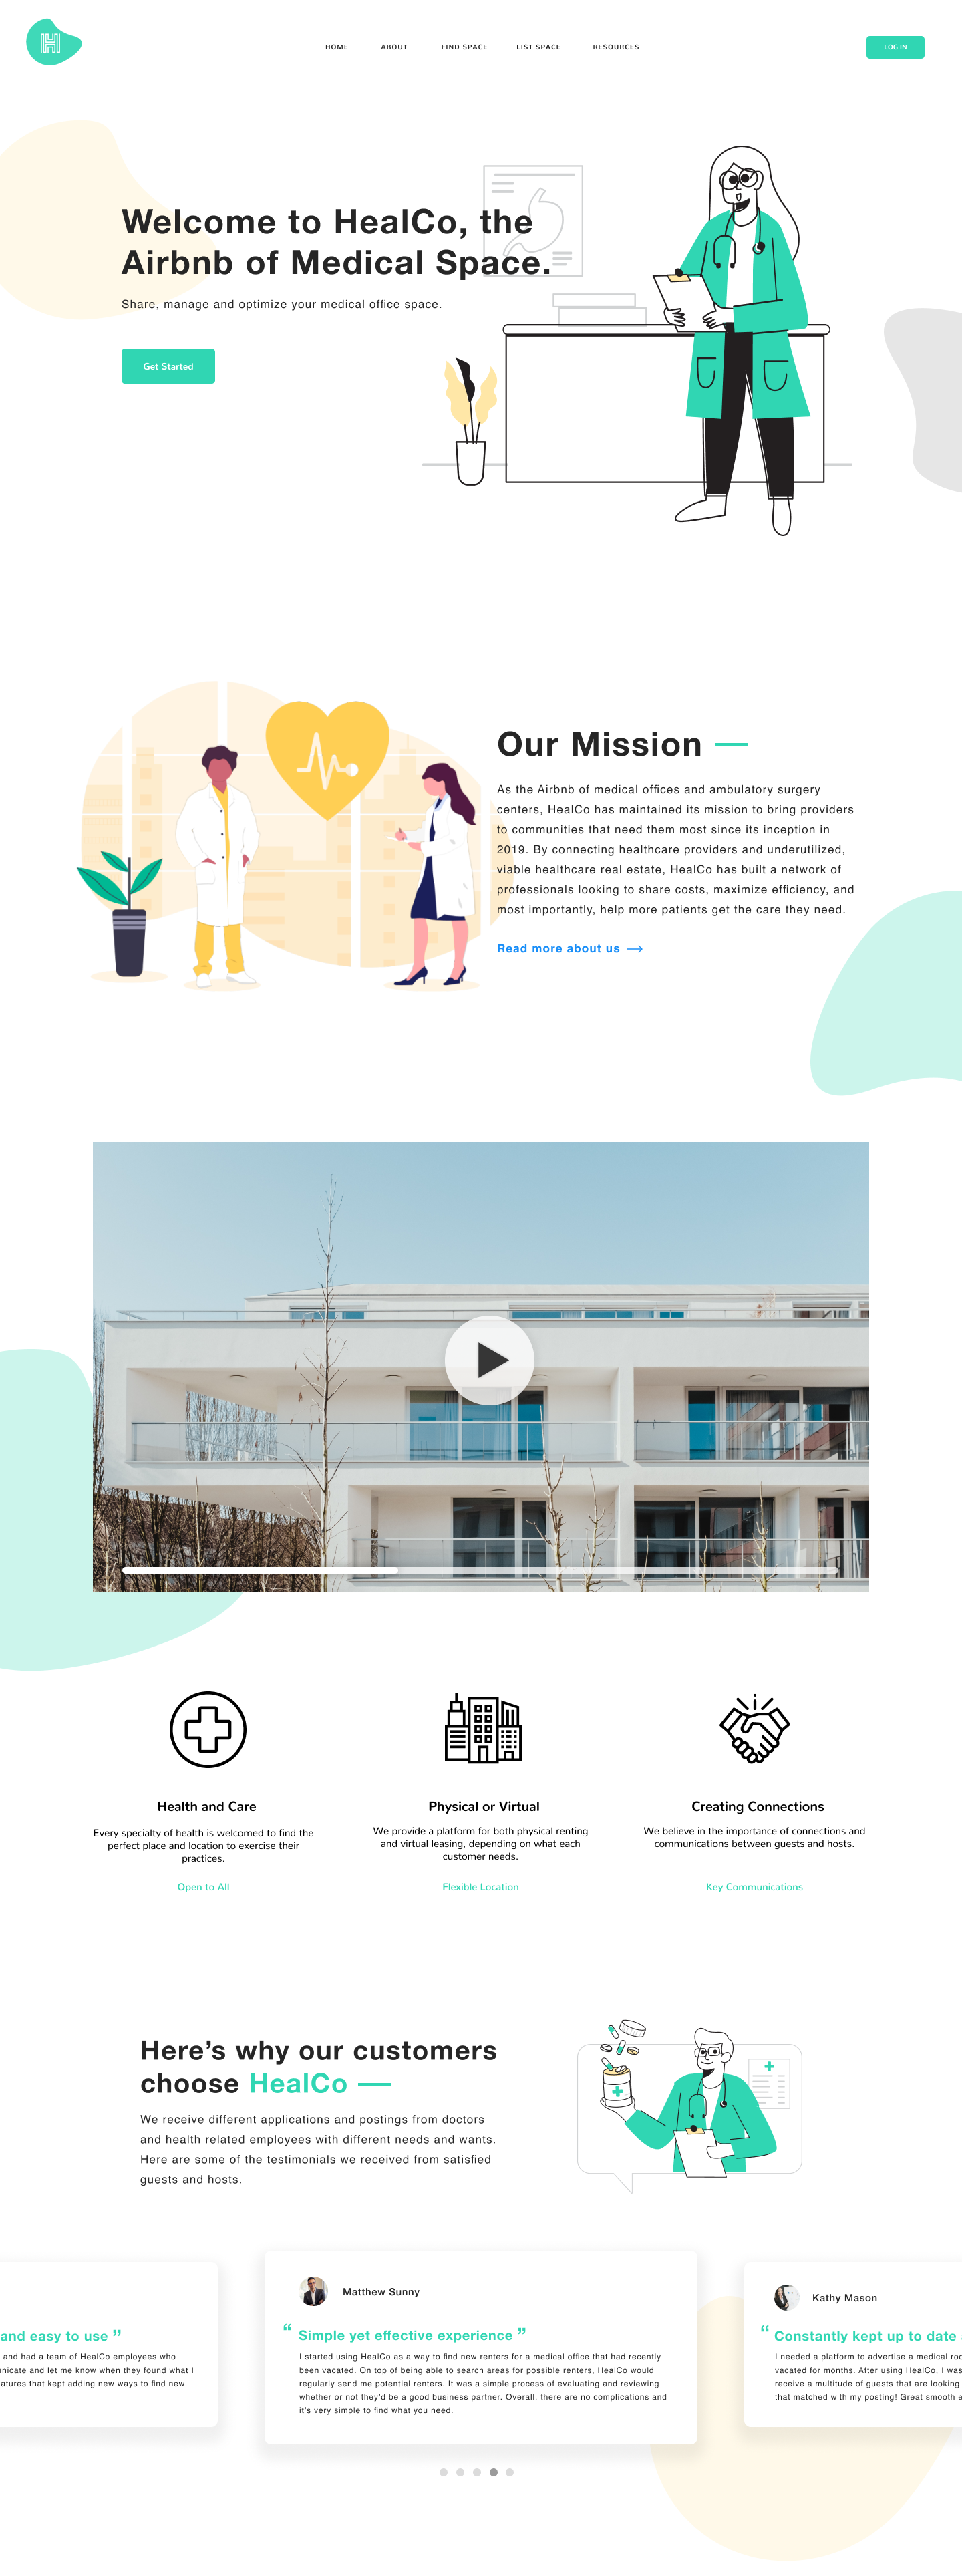 H
HOME ABOUT FIND SPACE LIST SPACE RESOURCES LOG IN
Welcome to HealCo, the
Airbnb of Medical Space.
Share, manage and optimize your medical office space.
Get Started
Our Mission
As the Airbnb of medical offices and ambulatory surgery
centers, HealCo has maintained its mission to bring providers
to communities that need them most since its inception in
2019. By connecting healthcare providers and underutilized,
viable healthcare real estate, HealCo has built a network of
professionals looking to share costs, maximize efficiency, and
most importantly, help more patients get the care they need.
Read more about us →
Health and Care
Every specialty of health is welcomed to find the
perfect place and location to exercise their
practices.
Open to All
Physical or Virtual
We provide a platform for both physical renting
and virtual leasing, depending on what each
customer needs.
Flexible Location
Creating Connections
We believe in the importance of connections and
communications between guests and hosts.
Key Communications
Here’s why our customers
choose HealCo
We receive different applications and postings from doctors
and health related employees with different needs and wants.
Here are some of the testimonials we received from satisfied
guests and hosts.
and easy to use ”
and had a team of HealCo employees who
nicate and let me know when they found what I
atures that kept adding new ways to find new
Matthew Sunny
“ Simple yet effective experience ”
I started using HealCo as a way to find new renters for a medical office that had recently
been vacated. On top of being able to search areas for possible renters, HealCo would
regularly send me potential renters. It was a simple process of evaluating and reviewing
whether or not they’d be a good business partner. Overall, there are no complications and
it’s very simple to find what you need.
Kathy Mason
“ Constantly kept up to date
I needed a platform to advertise a medical roo
vacated for months. After using HealCo, I was
receive a multitude of guests that are looking
that matched with my posting! Great smooth e